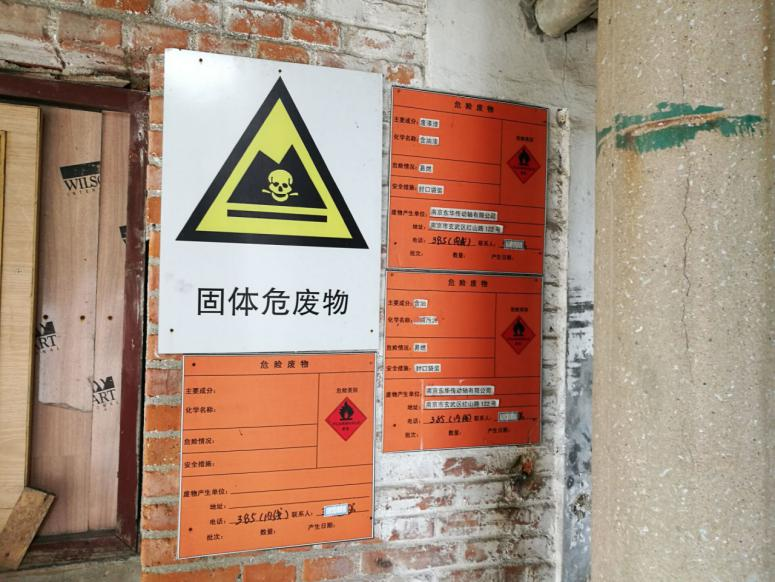 固体危废物
危险废物
主要成分：废漆渣
化学名称：含油漆
危险类别
危险情况：易燃
安全措施：封口袋装
废物产生单位：南京东华传动轴有限公司
地址：南京市玄武区红山路122号
电话：385(内线) 联系人：
批次： 数量： 产生日期：
危险废物
主要成分：含油
化学名称：
危险类别
危险情况：易燃
安全措施：封口袋装
废物产生单位：南京东华传动轴有限公司
地址：南京市玄武区红山路122号
电话：385(内线) 联系人：
批次： 数量： 产生日期：
危险废物
主要成分：
危险类别
化学名称：
危险情况：
安全措施：
废物产生单位：
地址：
电话：385(内线) 联系人：
批次： 数量： 产生日期：
WILSO
ART
ART